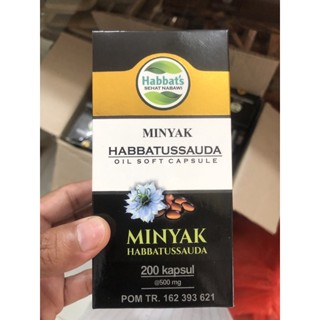 Habbat's
SEHAT NABAWI
MINYAK
HABBATUSSAUDA
OIL SOFT CAPSULE
MINYAK
HABBATUSSAUDA
200 kapsul
@500 mg
POM TR. 162 393 621